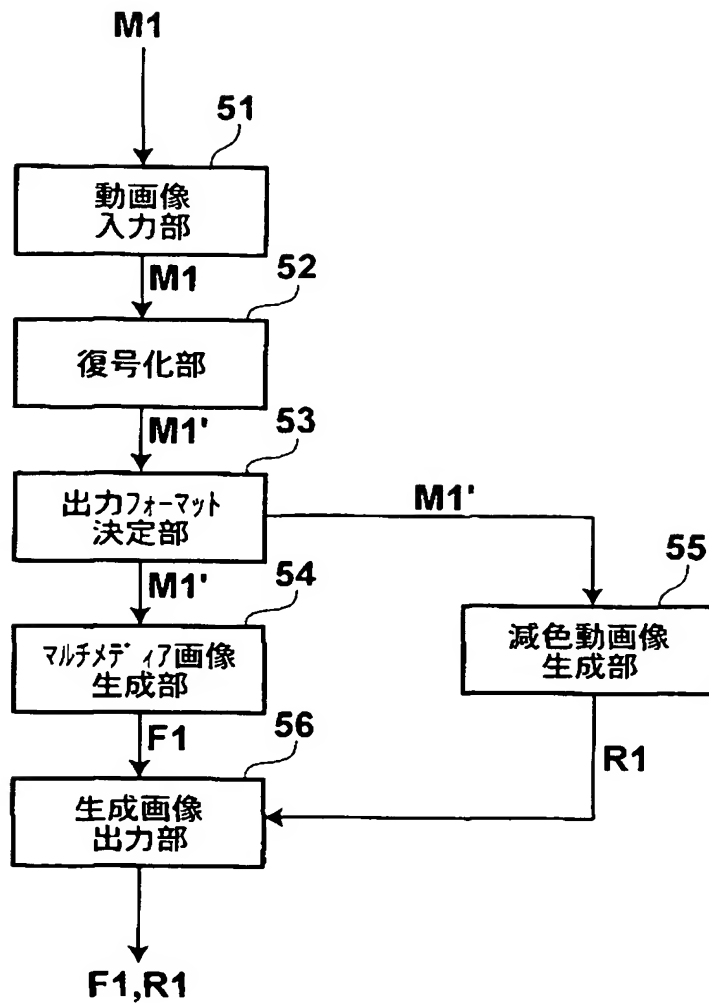 M1
51
動画像
入力部
M1
52
復号化部
M1'
53
出力フォーマット
決定部
M1'
M1'
54
マルチメディア画像
生成部
55
減色動画像
生成部
F1
R1
56
生成画像
出力部
F1,R1